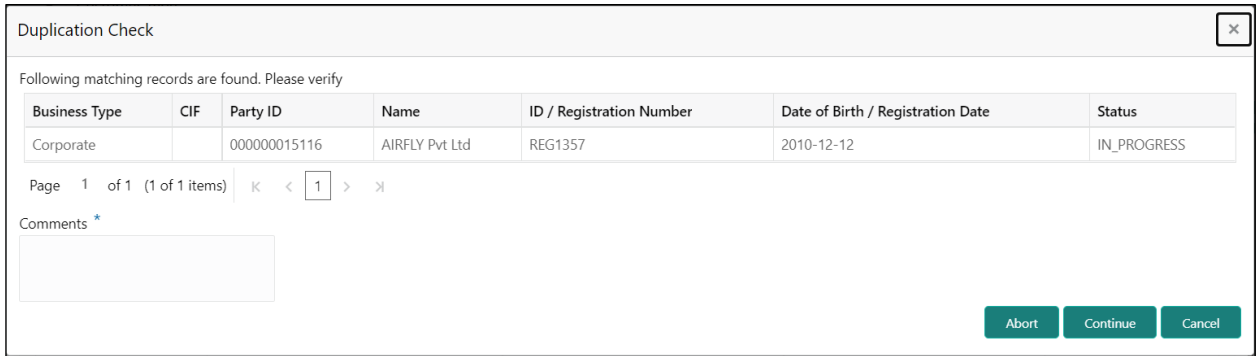 Duplication Check
×
Following matching records are found. Please verify
Business Type CIF Party ID Name ID / Registration Number Date of Birth / Registration Date Status
Corporate 000000015116 AIRFLY Pvt Ltd REG1357 2010-12-12 IN_PROGRESS
Page 1 of 1 (1 of 1 items) 1
Comments *
Abort Continue Cancel